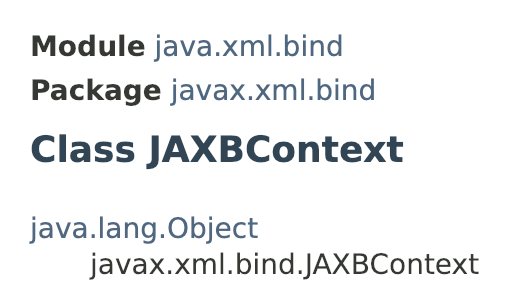 Module java.xml.bind
Package javax.xml.bind
Class JAXBContext
java.lang.Object
javax.xml.bind.JAXBContext